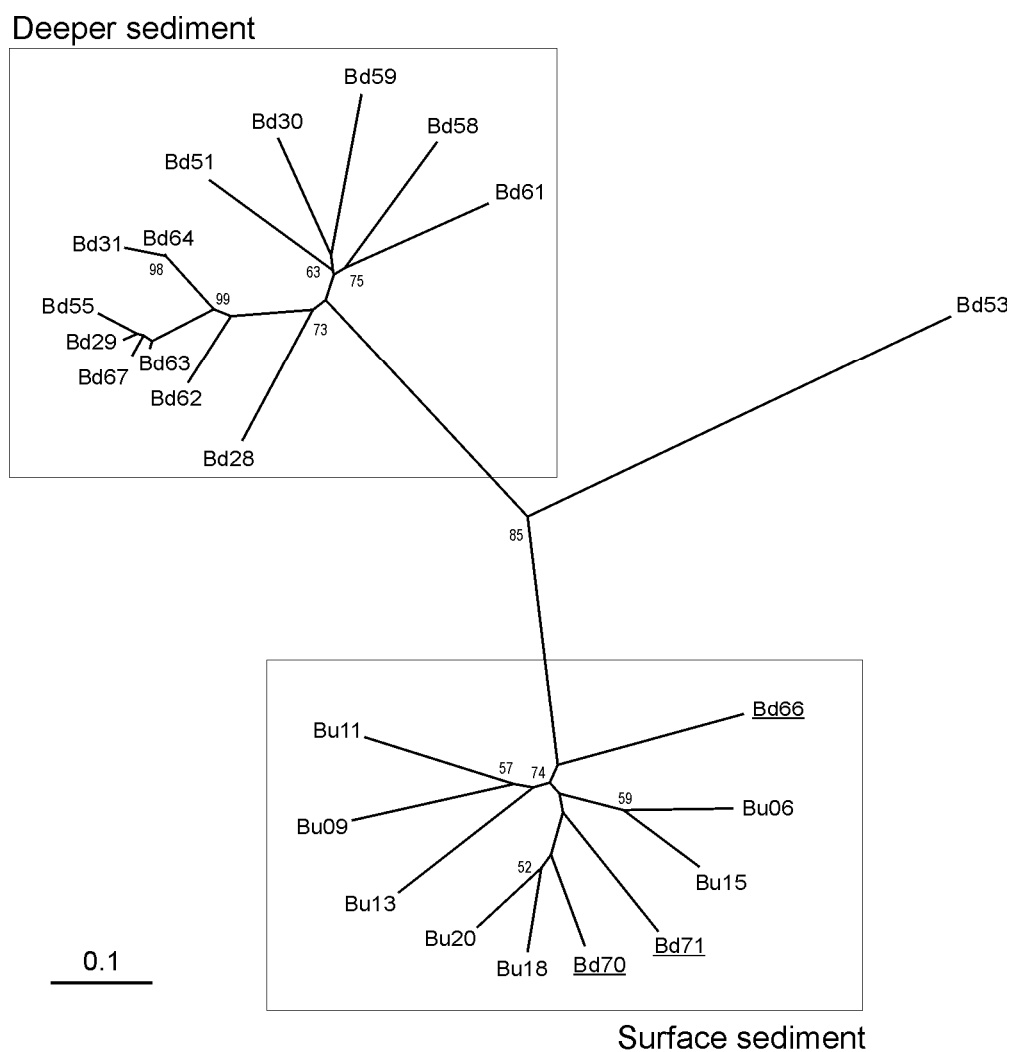 Deeper sediment
Bd59
Bd30
Bd58
Bd51
Bd61
Bd31
Bd64
98
63
75
99
Bd55
73
Bd29
Bd63
Bd67
Bd62
Bd28
Bd53
85
Bd66
Bu11
57
74
59
Bu06
Bu09
Bu15
52
Bu13
Bu20
Bd71
Bu18
Bd70
0.1
Surface sediment